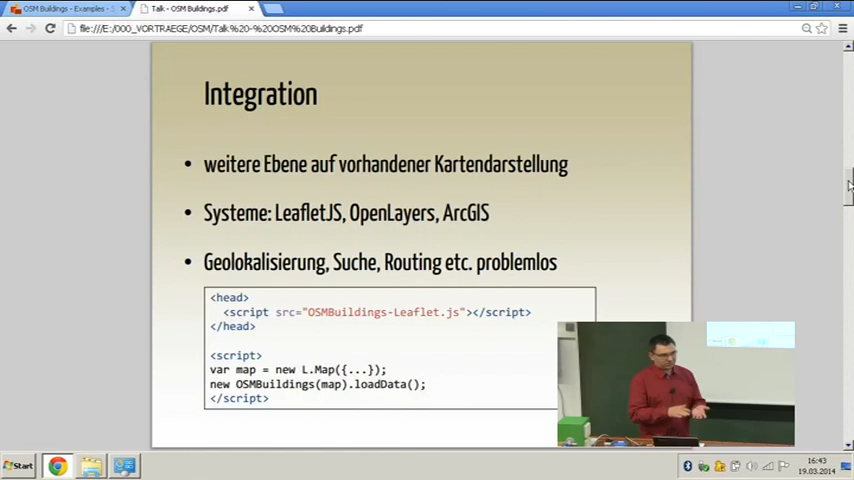 OSM Buildings - Examples - S
Talk - OSM Buildings.pdf
file:///E:/000_VORTRAEGE/OSM/Talk%20-%20OSM%20Buildings.pdf
Integration
• weitere Ebene auf vorhandener Kartendarstellung
• Systeme: LeafletJS, OpenLayers, ArcGIS
• Geolokalisierung, Suche, Routing etc. problemlos
<head>
<script src="OSMBuildings-Leaflet.js"></script>
</head>
<script>
var map = new L.Map({...});
new OSMBuildings(map).loadData();
</script>
Start
16:43
19.03.2014